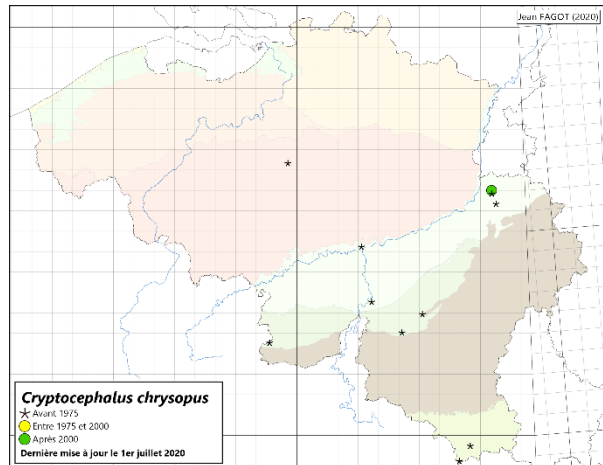 Jean FAGOT (2020)
Cryptocephalus chrysopus
Avant 1975
Entre 1975 et 2000
Après 2000
Dernière mise à jour le 1er juillet 2020